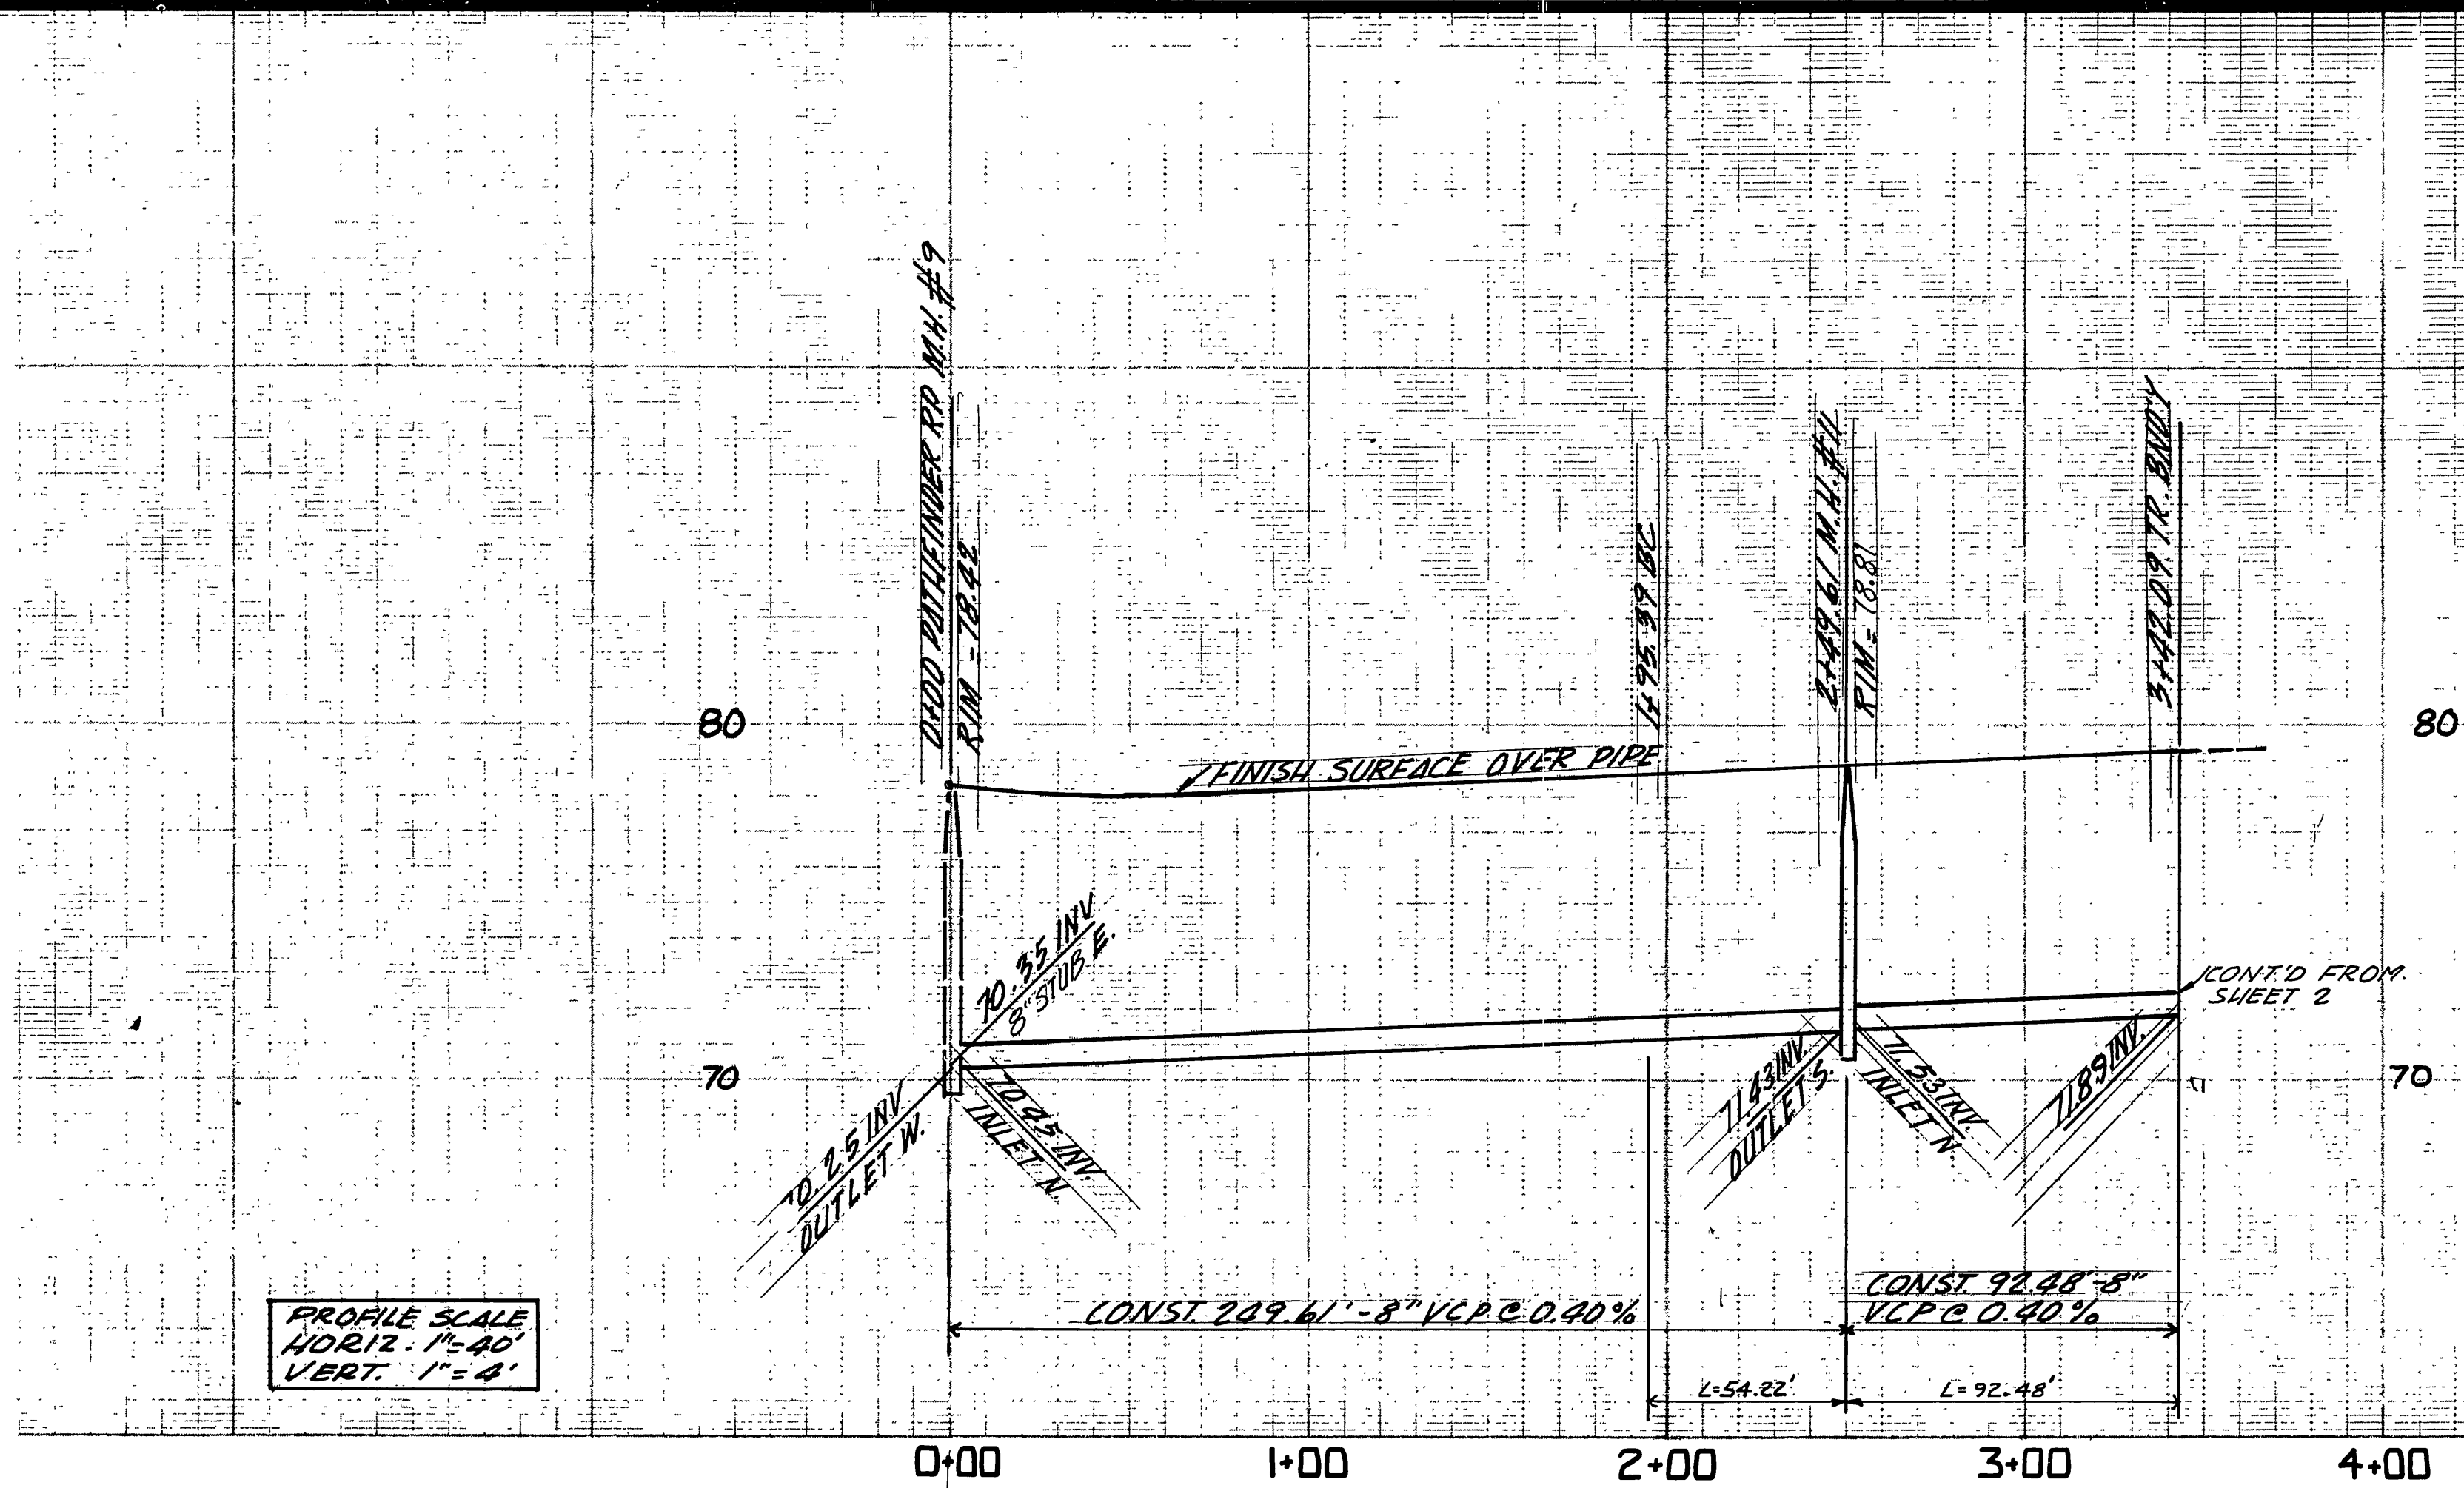 0+00 PATHFINDER RD M.H. #9
RIM = 78.42
1+95.39 BC
2+49.61 M.H. #11
RIM = 78.81
3+42.09 TR. BND'Y
80
80
FINISH SURFACE OVER PIPE
70.35 INV
8" STUB E.
CONT'D FROM.
SHEET 2
70
70
70.25 INV
OUTLET W.
70.45 INV.
INLET N.
71.43 INV.
OUTLET S.
71.53 INV.
INLET N.
71.89 INV.
PROFILE SCALE
HORIZ. 1"=40'
VERT. 1"=4'
CONST. 249.61'-8" VCP @ 0.40%
CONST. 92.48'-8"
VCP @ 0.40%
L=54.22'
L=92.48'
0+00
1+00
2+00
3+00
4+00